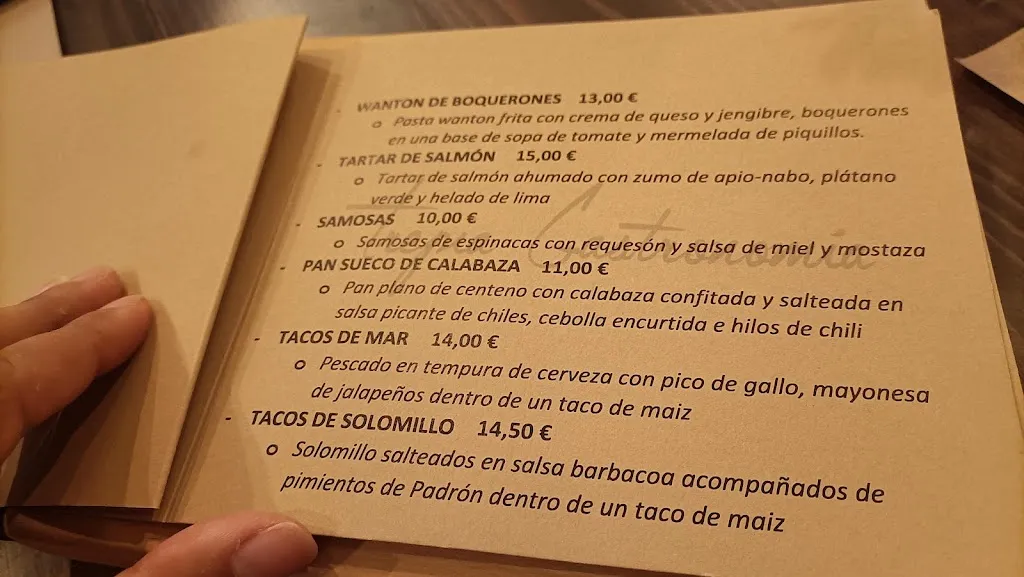 - WANTON DE BOQUERONES 13,00 €
o Pasta wanton frita con crema de queso y jengibre, boquerones
en una base de sopa de tomate y mermelada de piquillos.
- TARTAR DE SALMÓN 15,00 €
o Tartar de salmón ahumado con zumo de apio-nabo, plátano
verde y helado de lima
- SAMOSAS 10,00 €
o Samosas de espinacas con requesón y salsa de miel y mostaza
- PAN SUECO DE CALABAZA 11,00 €
o Pan plano de centeno con calabaza confitada y salteada en
salsa picante de chiles, cebolla encurtida e hilos de chili
- TACOS DE MAR 14,00 €
o Pescado en tempura de cerveza con pico de gallo, mayonesa
de jalapeños dentro de un taco de maiz
- TACOS DE SOLOMILLO 14,50 €
o Solomillo salteados en salsa barbacoa acompañados de
pimientos de Padrón dentro de un taco de maiz
Gastronomia